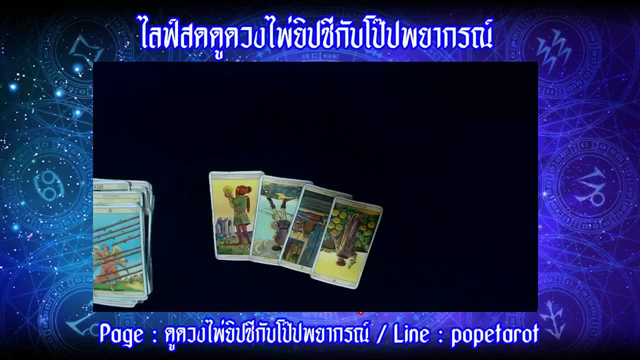 ไลฟ์สดดูดวงไพ่ยิปซีกับโป๊ปพยากรณ์
Page : ดูดวงไพ่ยิปซีกับโป๊ปพยากรณ์ / Line : popetarot